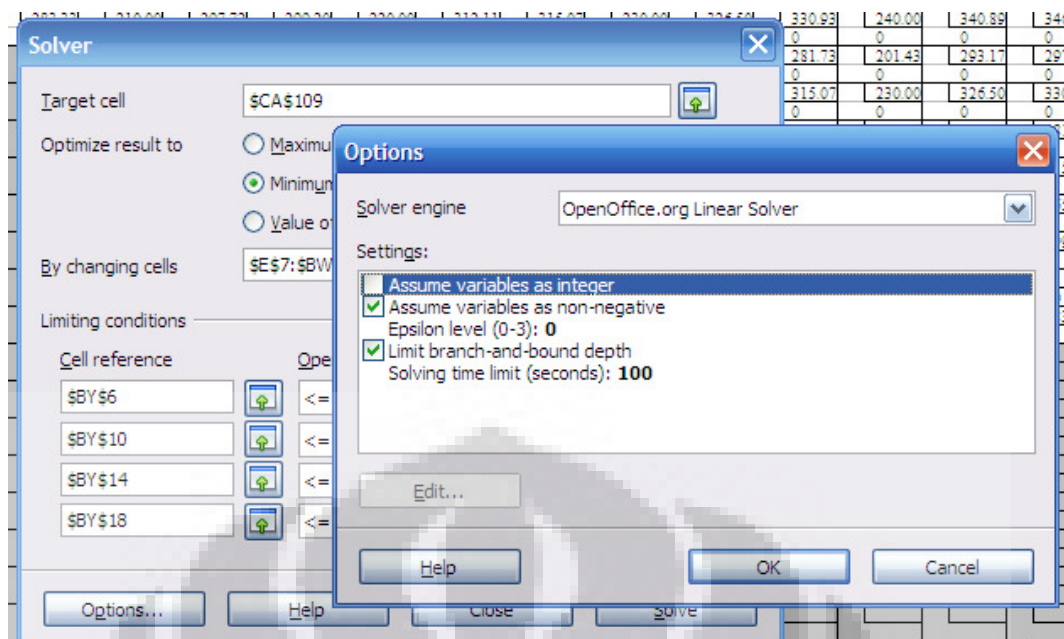 330.93 240.00 340.89
0 0 0
281.73 201.43 293.17
0 0 0
315.07 230.00 326.50
0 0 0
Solver
Target cell $CA$109
Optimize result to
Maximu
Minimum
Value of
By changing cells $E$7:$BW
Limiting conditions
Cell reference Ope
$BY$6 <=
$BY$10 <=
$BY$14 <=
$BY$18 <=
Options... Help Close Solve
Options
Solver engine OpenOffice.org Linear Solver
Settings:
Assume variables as integer
Assume variables as non-negative
Epsilon level (0-3): 0
Limit branch-and-bound depth
Solving time limit (seconds): 100
Edit...
Help OK Cancel